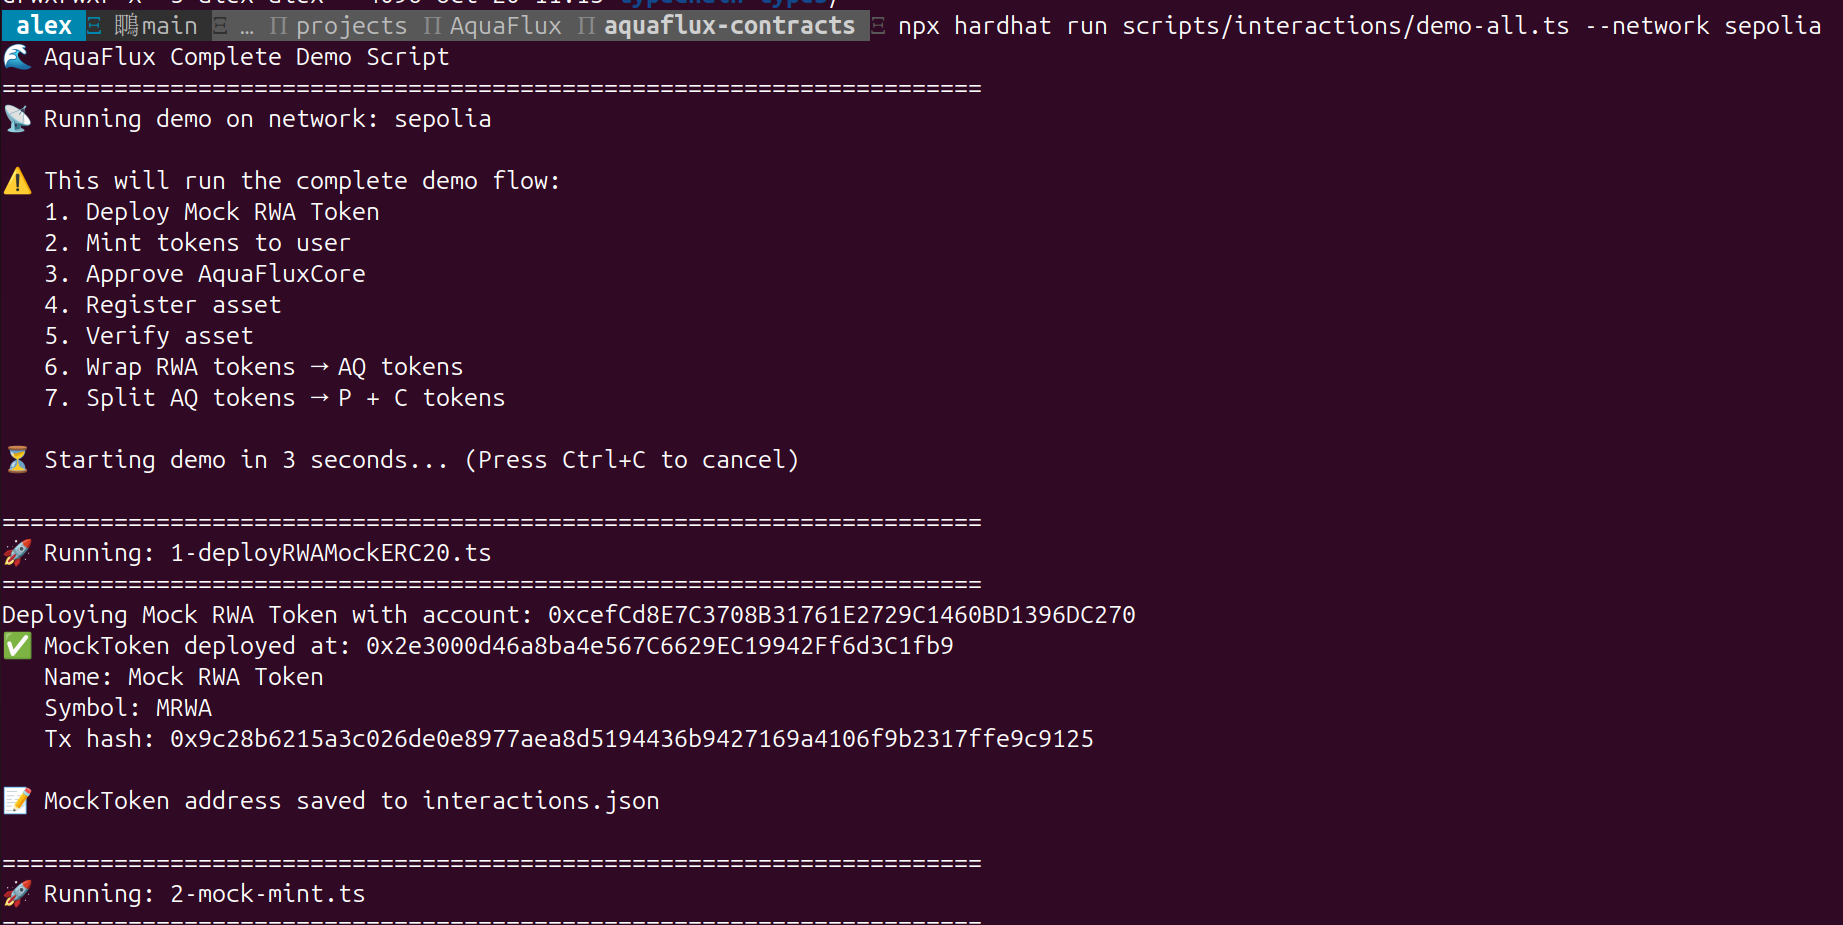 alex main … projects AquaFlux aquaflux-contracts npx hardhat run scripts/interactions/demo-all.ts --network sepolia
🌊 AquaFlux Complete Demo Script
======================================================================
📡 Running demo on network: sepolia
⚠️ This will run the complete demo flow:
1. Deploy Mock RWA Token
2. Mint tokens to user
3. Approve AquaFluxCore
4. Register asset
5. Verify asset
6. Wrap RWA tokens → AQ tokens
7. Split AQ tokens → P + C tokens
⏳ Starting demo in 3 seconds... (Press Ctrl+C to cancel)
======================================================================
🚀 Running: 1-deployRWAMockERC20.ts
======================================================================
Deploying Mock RWA Token with account: 0xcefCd8E7C3708B31761E2729C1460BD1396DC270
✅ MockToken deployed at: 0x2e3000d46a8ba4e567C6629EC19942Ff6d3C1fb9
Name: Mock RWA Token
Symbol: MRWA
Tx hash: 0x9c28b6215a3c026de0e8977aea8d5194436b9427169a4106f9b2317ffe9c9125
📝 MockToken address saved to interactions.json
======================================================================
🚀 Running: 2-mock-mint.ts
======================================================================